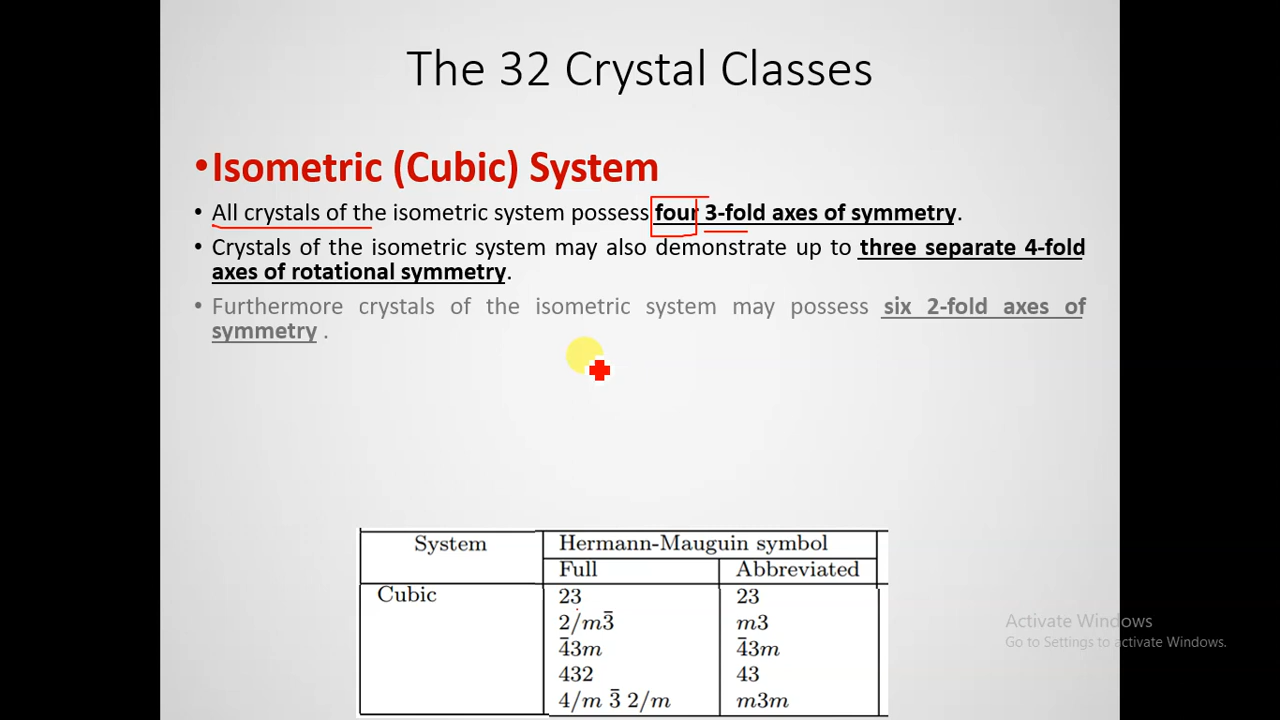 The 32 Crystal Classes
•Isometric (Cubic) System
• All crystals of the isometric system possess four 3-fold axes of symmetry.
• Crystals of the isometric system may also demonstrate up to three separate 4-fold
axes of rotational symmetry.
• Furthermore crystals of the isometric system may possess six 2-fold axes of
symmetry .
System Hermann-Mauguin symbol
Full Abbreviated
Cubic 23 23
2/m3̄ m3
4̄3m 4̄3m
432 43
4/m 3̄ 2/m m3m
Activate Windows
Go to Settings to activate Windows.